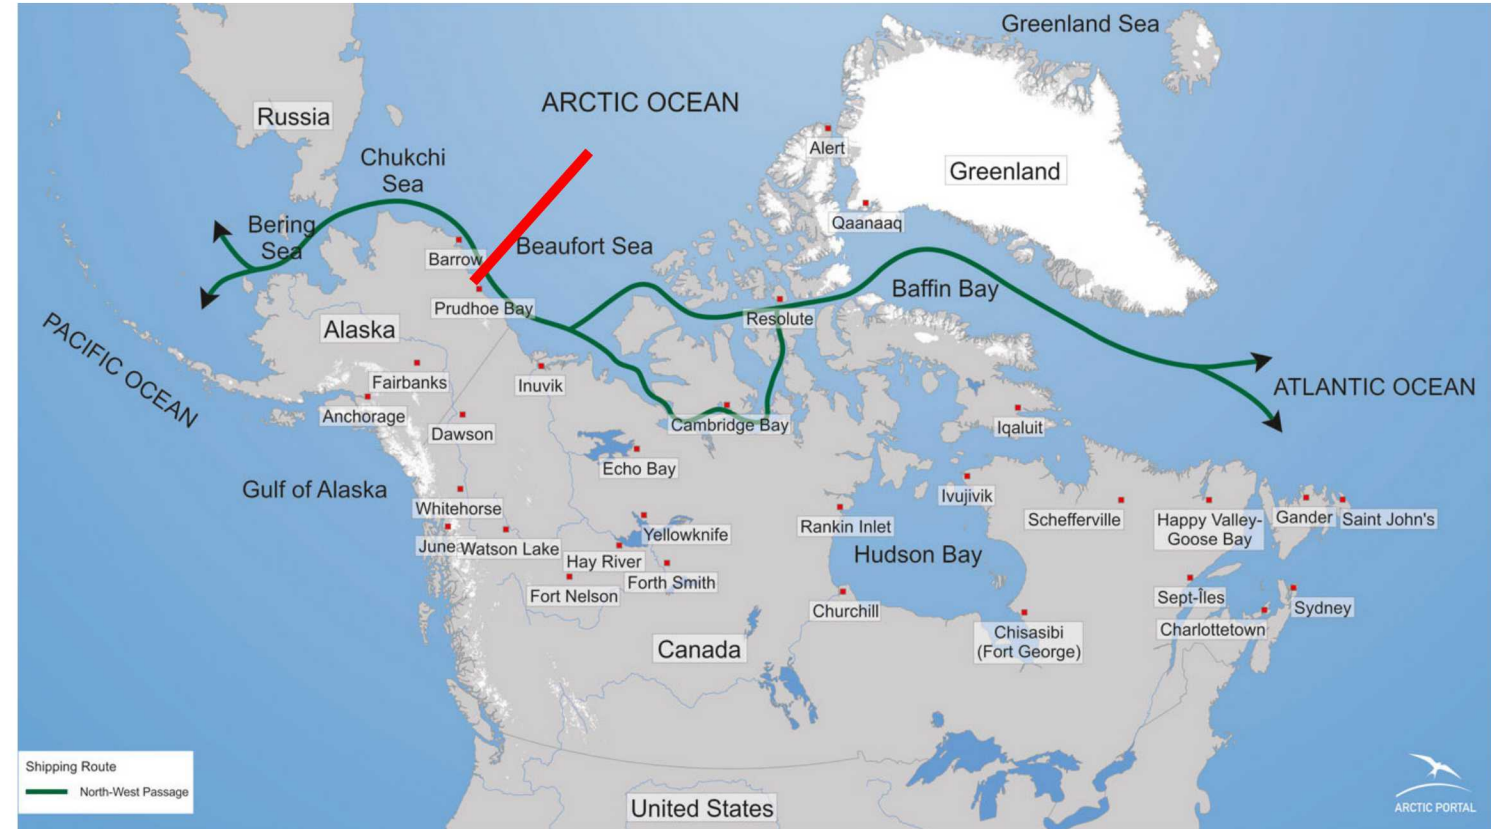 Greenland Sea
ARCTIC OCEAN
Russia
Alert
Chukchi
Sea
Greenland
Qaanaaq
Bering
Sea
Barrow
Beaufort Sea
Baffin Bay
Prudhoe Bay
Resolute
Alaska
PACIFIC OCEAN
Fairbanks
Inuvik
ATLANTIC OCEAN
Anchorage
Dawson
Cambridge Bay
Iqaluit
Echo Bay
Gulf of Alaska
Ivujivik
Whitehorse
Rankin Inlet
Schefferville
Happy Valley-
Goose Bay
Gander
Saint John's
Yellowknife
Watson Lake
Hay River
Hudson Bay
Forth Smith
Fort Nelson
Sept-Îles
Sydney
Churchill
Charlottetown
Chisasibi
(Fort George)
Canada
Shipping Route
North-West Passage
United States
ARCTIC PORTAL